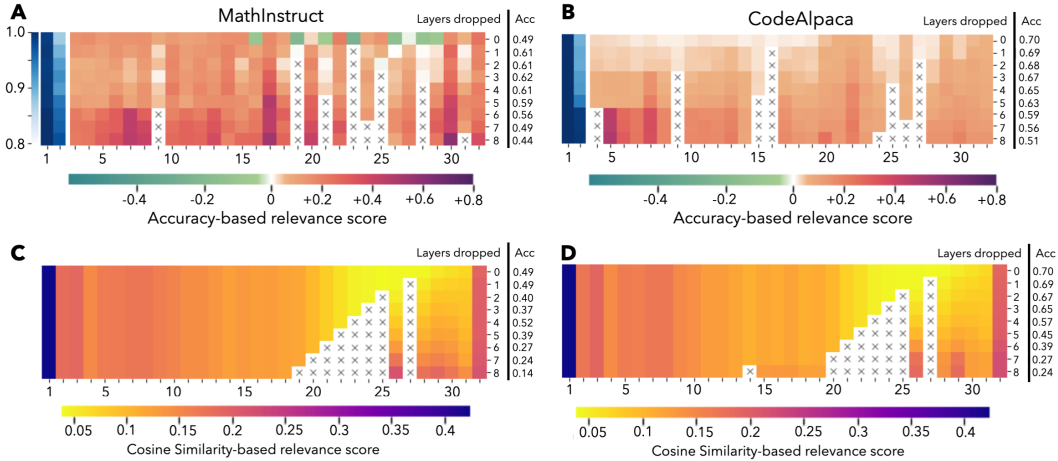 A
MathInstruct
Layers dropped
Acc
1.0
0.9
0.8
0 0.49
1 0.61
2 0.61
3 0.62
4 0.61
5 0.59
6 0.56
7 0.49
8 0.44
1 5 10 15 20 25 30
-0.4 -0.2 0 +0.2 +0.4 +0.6 +0.8
Accuracy-based relevance score
B
CodeAlpaca
Layers dropped
Acc
0 0.70
1 0.69
2 0.68
3 0.67
4 0.65
5 0.63
6 0.59
7 0.56
8 0.51
1 5 10 15 20 25 30
-0.4 -0.2 0 +0.2 +0.4 +0.6 +0.8
Accuracy-based relevance score
C
Layers dropped
Acc
0 0.49
1 0.49
2 0.40
3 0.37
4 0.52
5 0.39
6 0.27
7 0.24
8 0.14
1 5 10 15 20 25 30
0.05 0.1 0.15 0.2 0.25 0.3 0.35 0.4
Cosine Similarity-based relevance score
D
Layers dropped
Acc
0 0.70
1 0.69
2 0.67
3 0.65
4 0.57
5 0.45
6 0.39
7 0.27
8 0.24
1 5 10 15 20 25 30
0.05 0.1 0.15 0.2 0.25 0.3 0.35 0.4
Cosine Similarity-based relevance score